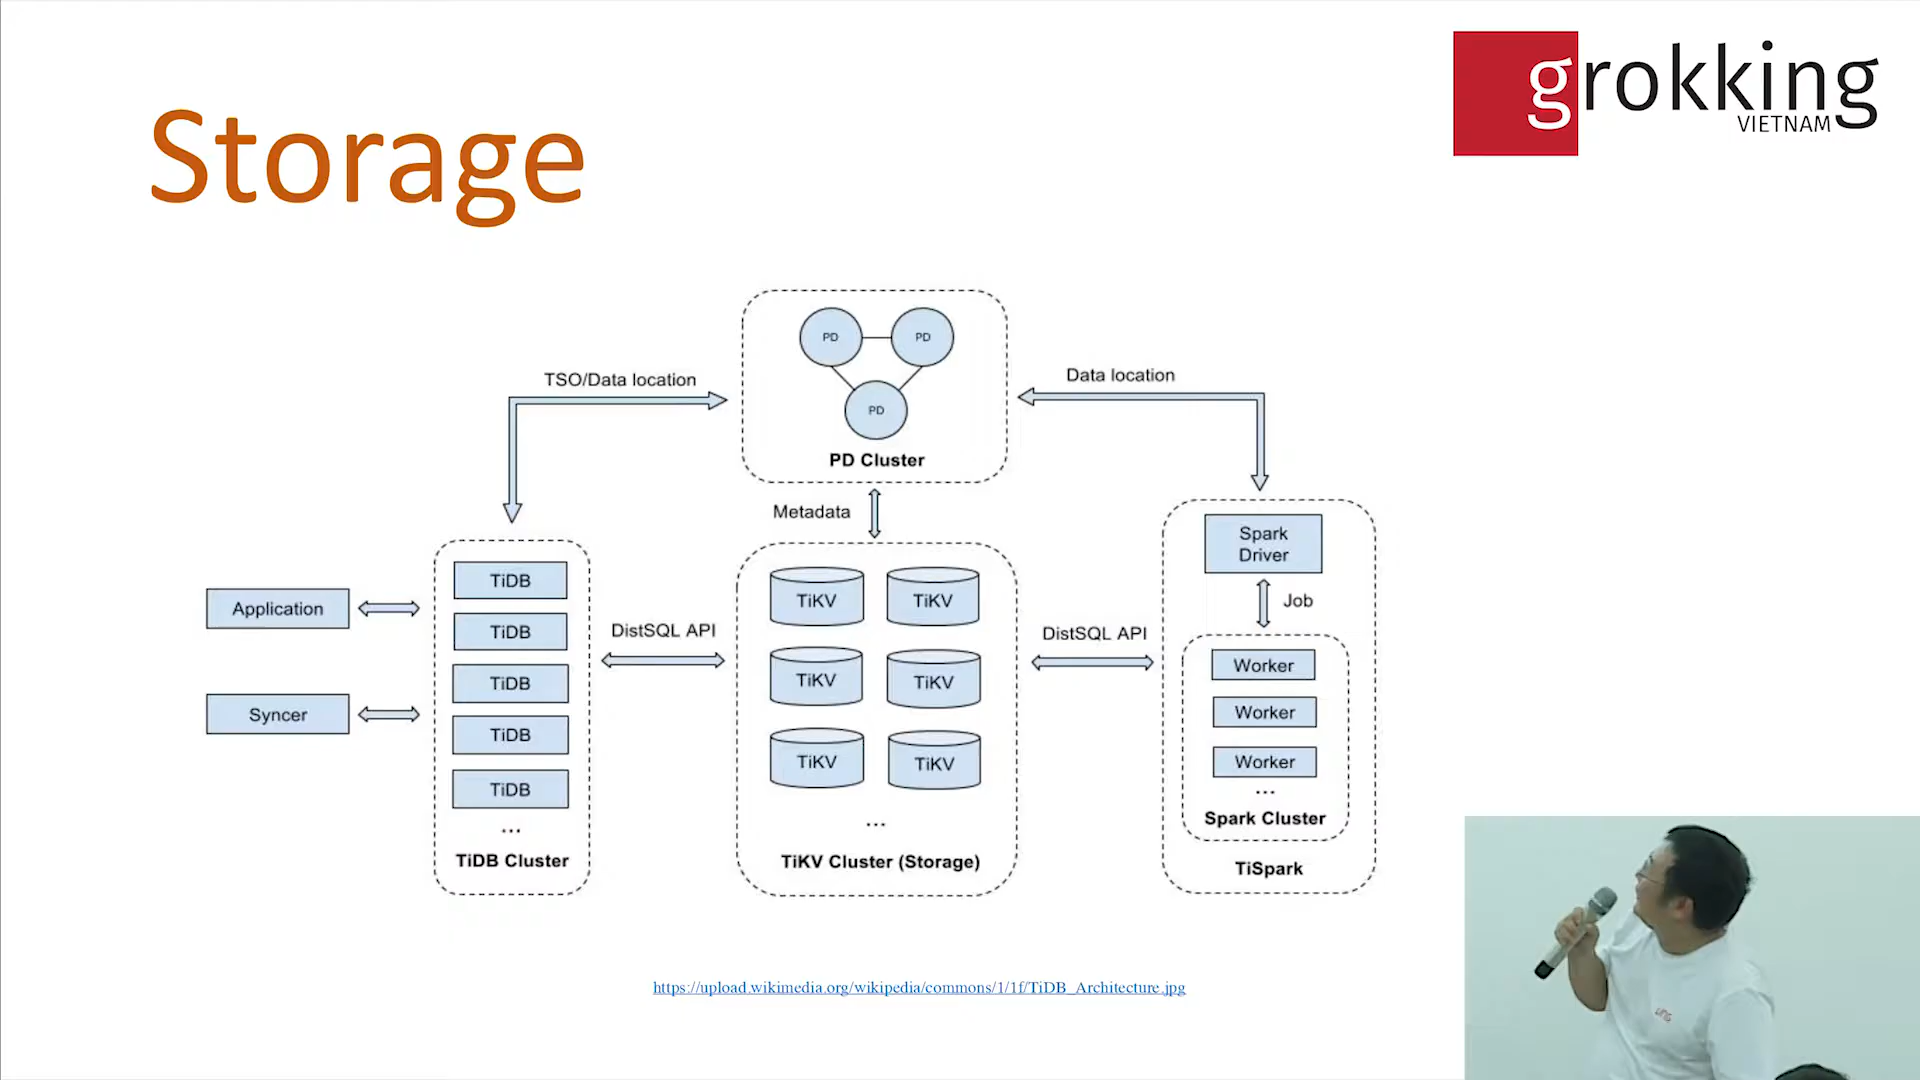 Storage
grokking
VIETNAM
PD
PD
PD
PD Cluster
TSO/Data location
Data location
Metadata
Application
Syncer
TiDB
TiDB
TiDB
TiDB
TiDB
...
TiDB Cluster
DistSQL API
TiKV
TiKV
TiKV
TiKV
TiKV
TiKV
...
TiKV Cluster (Storage)
DistSQL API
Spark
Driver
Job
Worker
Worker
Worker
...
Spark Cluster
TiSpark
https://upload.wikimedia.org/wikipedia/commons/1/1f/TiDB_Architecture.jpg